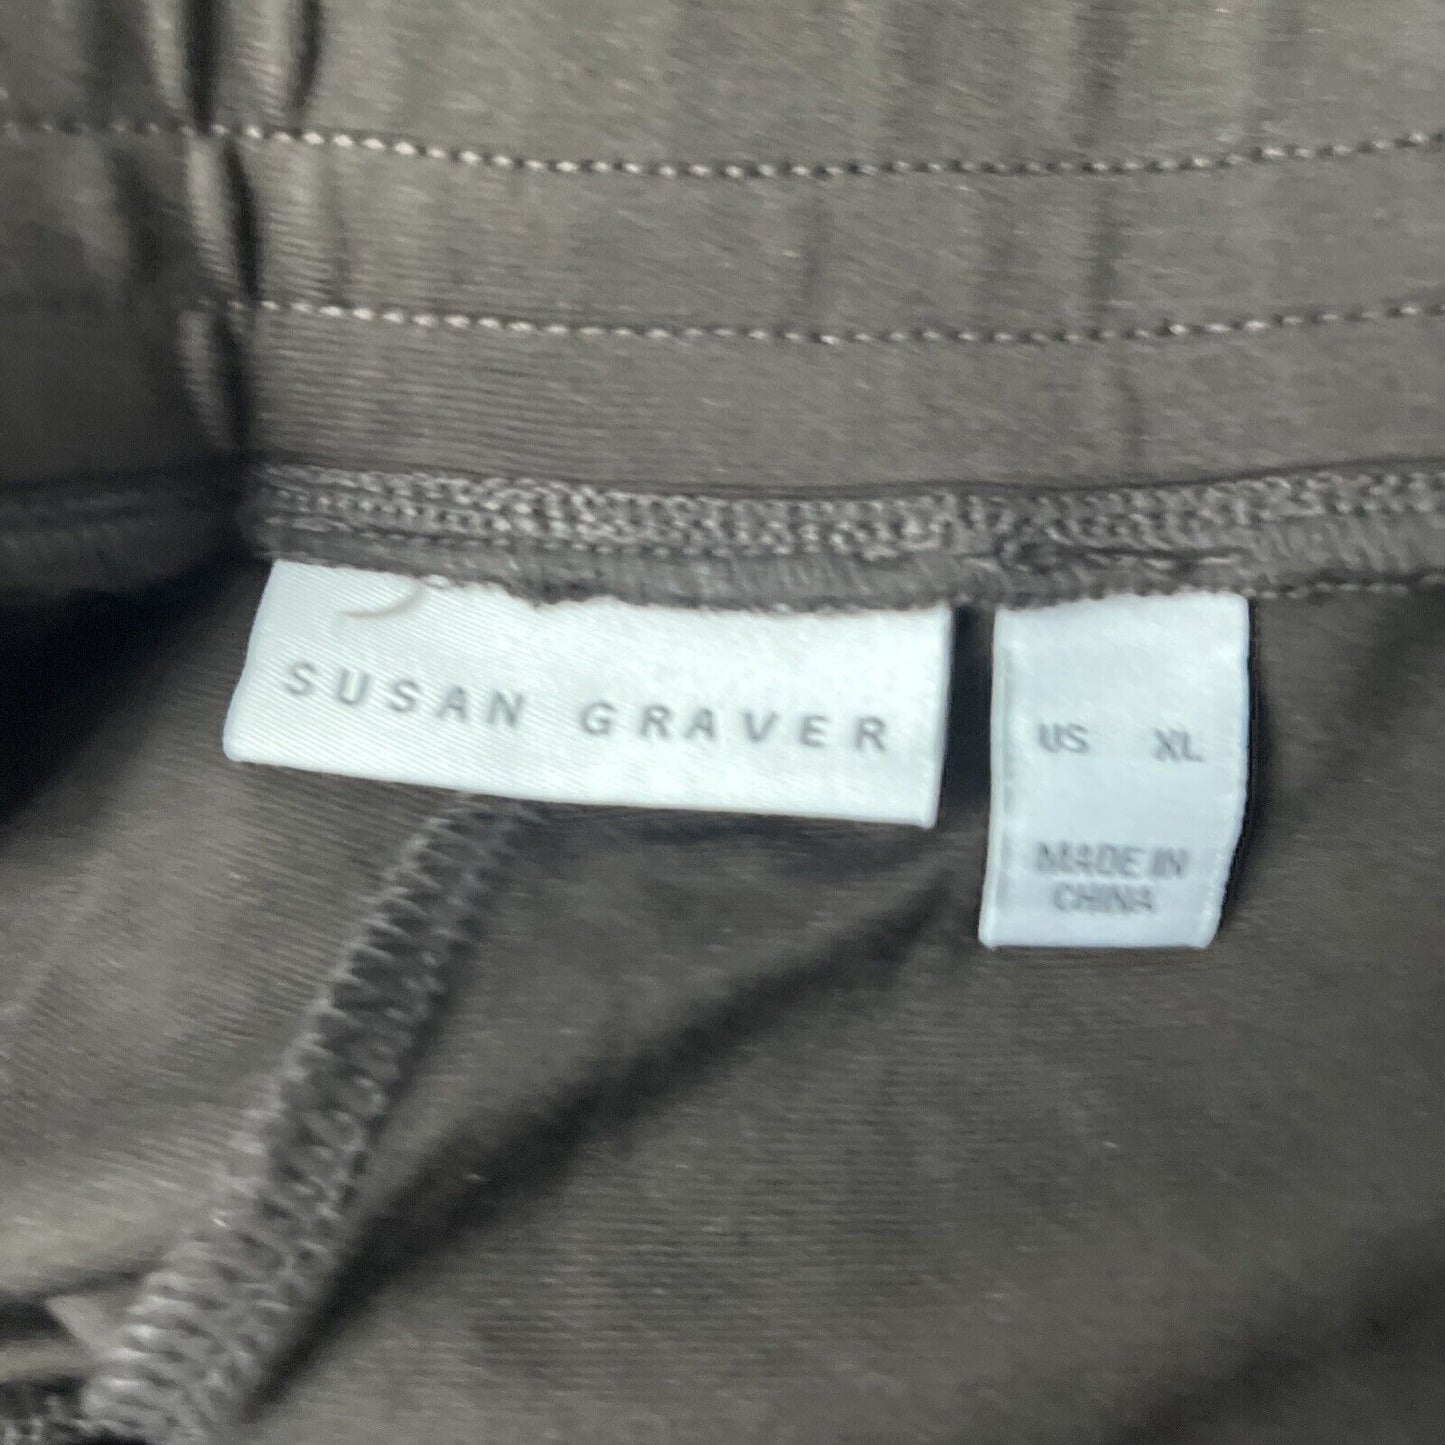 SUSAN GRAVER
US XL
MADE IN
CHINA